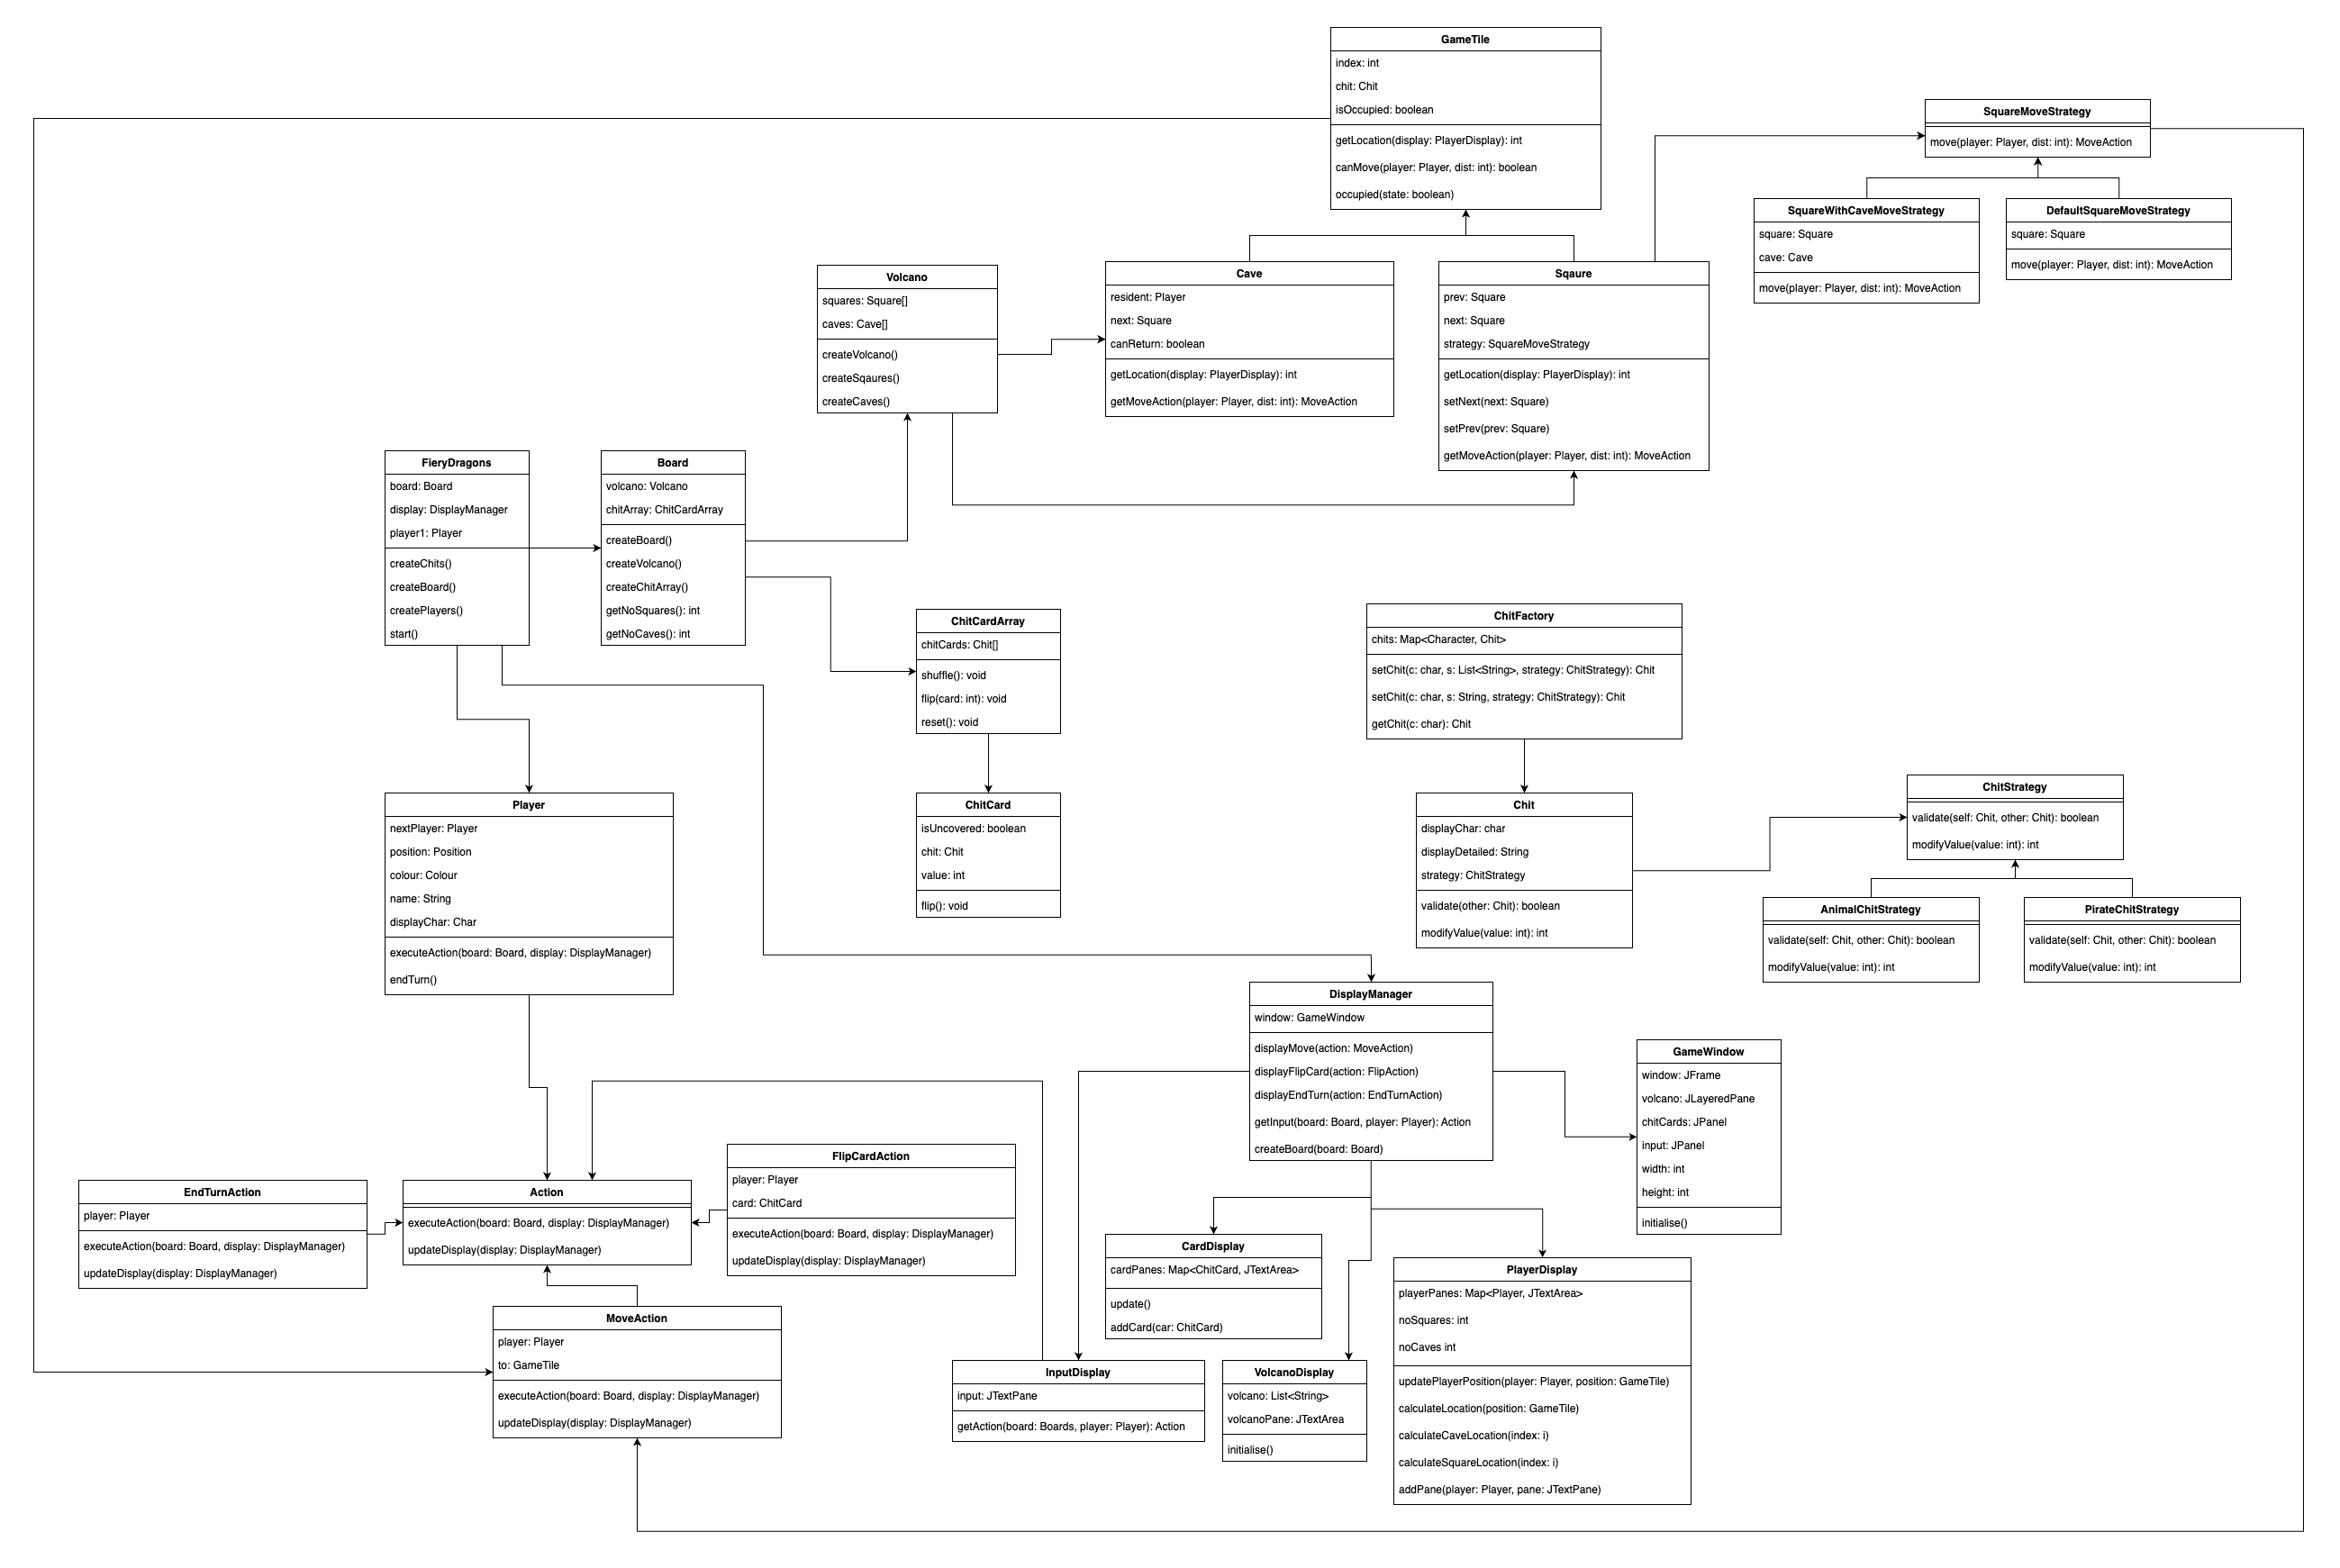 GameTile
index: int
chit: Chit
isOccupied: boolean
getLocation(display: PlayerDisplay): int
canMove(player: Player, dist: int): boolean
occupied(state: boolean)
SquareMoveStrategy
move(player: Player, dist: int): MoveAction
SquareWithCaveMoveStrategy
square: Square
cave: Cave
move(player: Player, dist: int): MoveAction
DefaultSquareMoveStrategy
square: Square
move(player: Player, dist: int): MoveAction
Volcano
squares: Square[]
caves: Cave[]
createVolcano()
createSqaures()
createCaves()
Cave
resident: Player
next: Square
canReturn: boolean
getLocation(display: PlayerDisplay): int
getMoveAction(player: Player, dist: int): MoveAction
Sqaure
prev: Square
next: Square
strategy: SquareMoveStrategy
getLocation(display: PlayerDisplay): int
setNext(next: Square)
setPrev(prev: Square)
getMoveAction(player: Player, dist: int): MoveAction
FieryDragons
board: Board
display: DisplayManager
player1: Player
createChits()
createBoard()
createPlayers()
start()
Board
volcano: Volcano
chitArray: ChitCardArray
createBoard()
createVolcano()
createChitArray()
getNoSquares(): int
getNoCaves(): int
ChitCardArray
chitCards: Chit[]
shuffle(): void
flip(card: int): void
reset(): void
ChitFactory
chits: Map<Character, Chit>
setChit(c: char, s: List<String>, strategy: ChitStrategy): Chit
setChit(c: char, s: String, strategy: ChitStrategy): Chit
getChit(c: char): Chit
Player
nextPlayer: Player
position: Position
colour: Colour
name: String
displayChar: Char
executeAction(board: Board, display: DisplayManager)
endTurn()
ChitCard
isUncovered: boolean
chit: Chit
value: int
flip(): void
Chit
displayChar: char
displayDetailed: String
strategy: ChitStrategy
validate(other: Chit): boolean
modifyValue(value: int): int
ChitStrategy
validate(self: Chit, other: Chit): boolean
modifyValue(value: int): int
AnimalChitStrategy
validate(self: Chit, other: Chit): boolean
modifyValue(value: int): int
PirateChitStrategy
validate(self: Chit, other: Chit): boolean
modifyValue(value: int): int
DisplayManager
window: GameWindow
displayMove(action: MoveAction)
displayFlipCard(action: FlipAction)
displayEndTurn(action: EndTurnAction)
getInput(board: Board, player: Player): Action
createBoard(board: Board)
GameWindow
window: JFrame
volcano: JLayeredPane
chitCards: JPanel
input: JPanel
width: int
height: int
initialise()
EndTurnAction
player: Player
executeAction(board: Board, display: DisplayManager)
updateDisplay(display: DisplayManager)
Action
executeAction(board: Board, display: DisplayManager)
updateDisplay(display: DisplayManager)
FlipCardAction
player: Player
card: ChitCard
executeAction(board: Board, display: DisplayManager)
updateDisplay(display: DisplayManager)
MoveAction
player: Player
to: GameTile
executeAction(board: Board, display: DisplayManager)
updateDisplay(display: DisplayManager)
CardDisplay
cardPanes: Map<ChitCard, JTextArea>
update()
addCard(car: ChitCard)
InputDisplay
input: JTextPane
getAction(board: Boards, player: Player): Action
VolcanoDisplay
volcano: List<String>
volcanoPane: JTextArea
initialise()
PlayerDisplay
playerPanes: Map<Player, JTextArea>
noSquares: int
noCaves int
updatePlayerPosition(player: Player, position: GameTile)
calculateLocation(position: GameTile)
calculateCaveLocation(index: i)
calculateSquareLocation(index: i)
addPane(player: Player, pane: JTextPane)